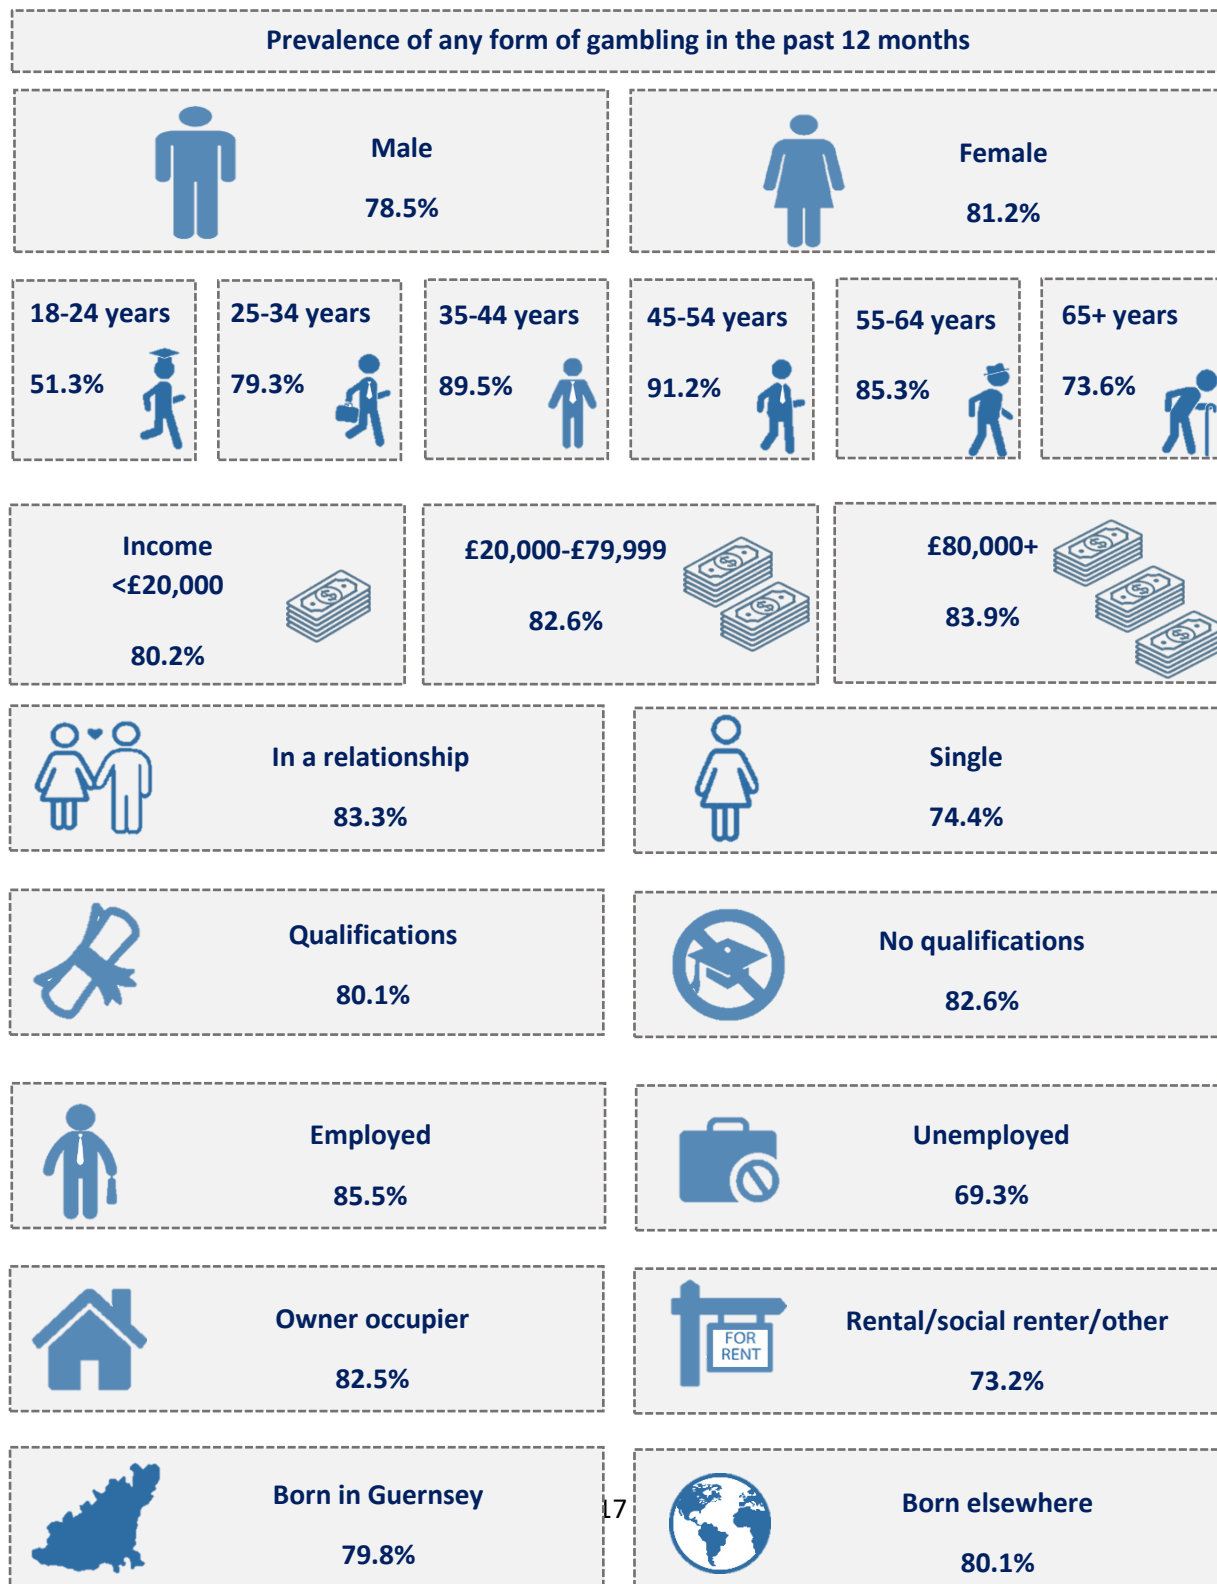 Prevalence of any form of gambling in the past 12 months
Male
78.5%
Female
81.2%
18-24 years
51.3%
25-34 years
79.3%
35-44 years
89.5%
45-54 years
91.2%
55-64 years
85.3%
65+ years
73.6%
Income
<£20,000
80.2%
£20,000-£79,999
82.6%
£80,000+
83.9%
In a relationship
83.3%
Single
74.4%
Qualifications
80.1%
No qualifications
82.6%
Employed
85.5%
Unemployed
69.3%
Owner occupier
82.5%
FOR
RENT
Rental/social renter/other
73.2%
Born in Guernsey
79.8%
17
Born elsewhere
80.1%